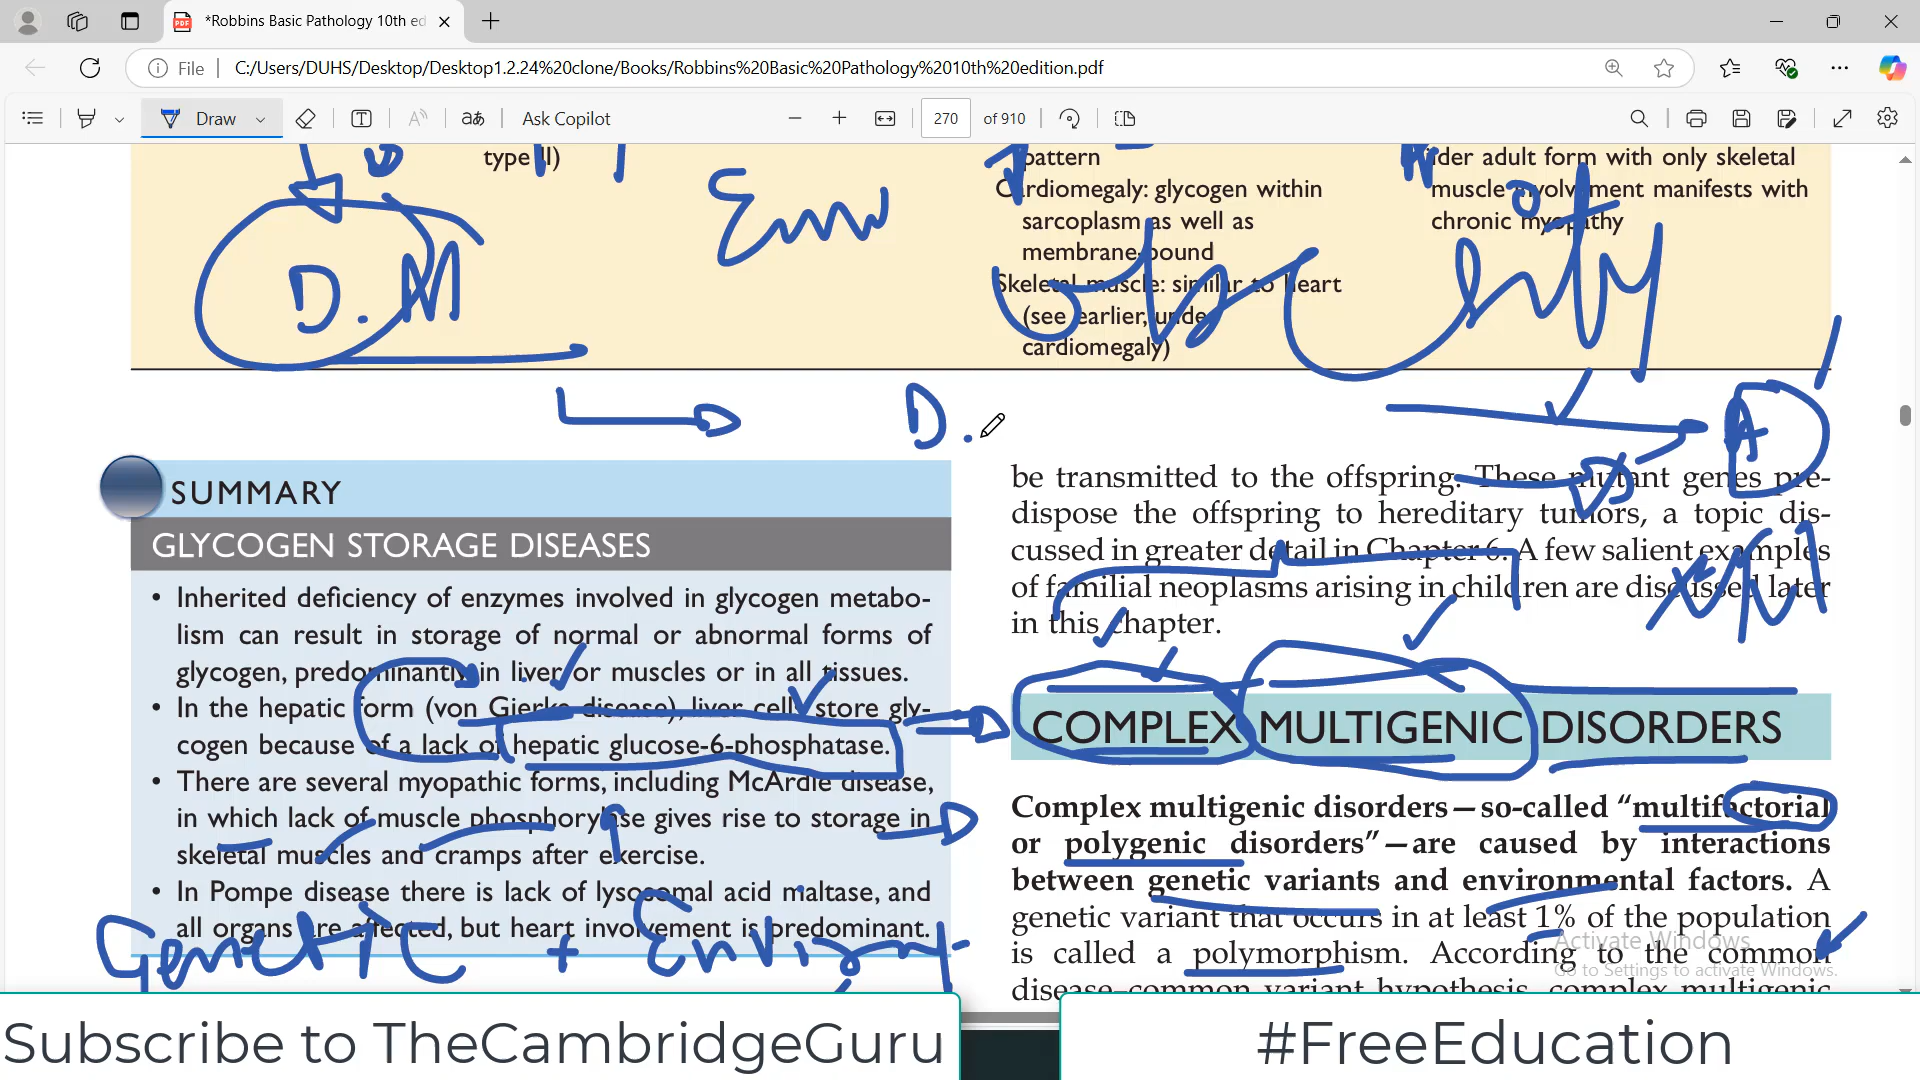 *Robbins Basic Pathology 10th ed
File
C:/Users/DUHS/Desktop/Desktop1.2.24%20clone/Books/Robbins%20Basic%20Pathology%2010th%20edition.pdf
Draw
Ask Copilot
270 of 910
type II)
pattern
Cardiomegaly: glycogen within
sarcoplasm as well as
membrane-bound
Skeletal muscle: similar to heart
(see earlier, under
cardiomegaly)
lder adult form with only skeletal
muscle involvement manifests with
chronic myopathy
D.M
Env
obesity
D.
SUMMARY
GLYCOGEN STORAGE DISEASES
• Inherited deficiency of enzymes involved in glycogen metabo-
lism can result in storage of normal or abnormal forms of
glycogen, predominantly in liver or muscles or in all tissues.
• In the hepatic form (von Gierke disease), liver cells store gly-
cogen because of a lack of hepatic glucose-6-phosphatase.
• There are several myopathic forms, including McArdle disease,
in which lack of muscle phosphorylase gives rise to storage in
skeletal muscles and cramps after exercise.
• In Pompe disease there is lack of lysosomal acid maltase, and
all organs are affected, but heart involvement is predominant.
Genetic +
be transmitted to the offspring. These mutant genes pre-
dispose the offspring to hereditary tumors, a topic dis-
cussed in greater detail in Chapter 6. A few salient examples
of familial neoplasms arising in children are discussed later
in this chapter.
COMPLEX MULTIGENIC DISORDERS
Complex multigenic disorders—so-called “multifactorial
or polygenic disorders”—are caused by interactions
between genetic variants and environmental factors. A
genetic variant that occurs in at least 1% of the population
is called a polymorphism. According to the common
disease–common variant hypothesis, complex multigenic
Activate Windows
Go to Settings to activate Windows.
Subscribe to TheCambridgeGuru
#FreeEducation